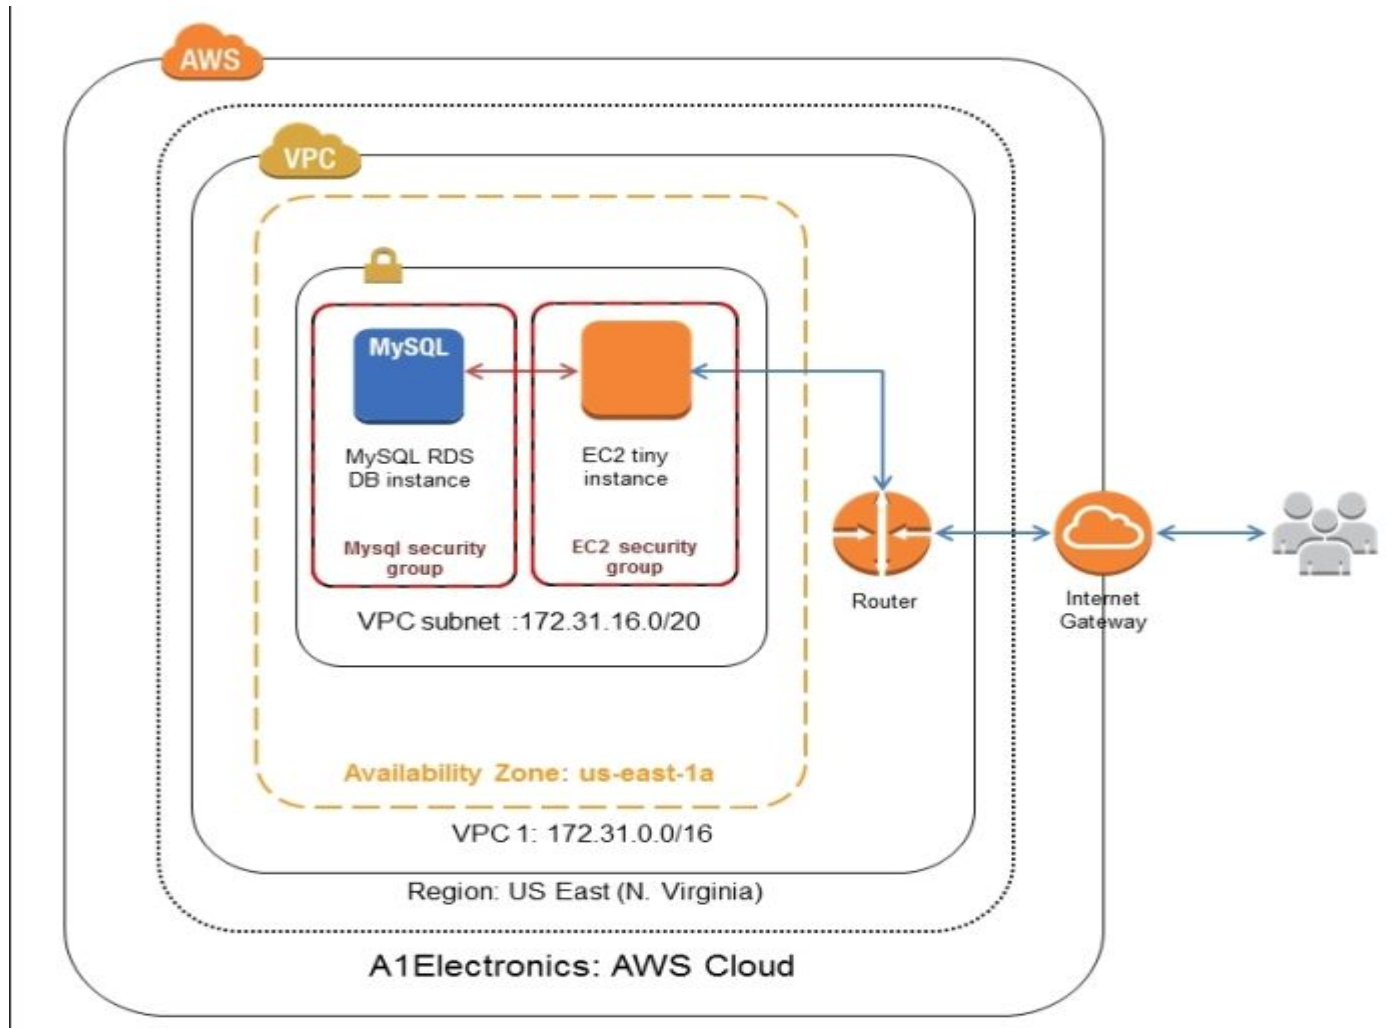 AWS
VPC
MySQL
MySQL RDS
DB instance
EC2 tiny
instance
Mysql security
group
EC2 security
group
VPC subnet :172.31.16.0/20
Router
Internet
Gateway
Availability Zone: us-east-1a
VPC 1: 172.31.0.0/16
Region: US East (N. Virginia)
A1Electronics: AWS Cloud